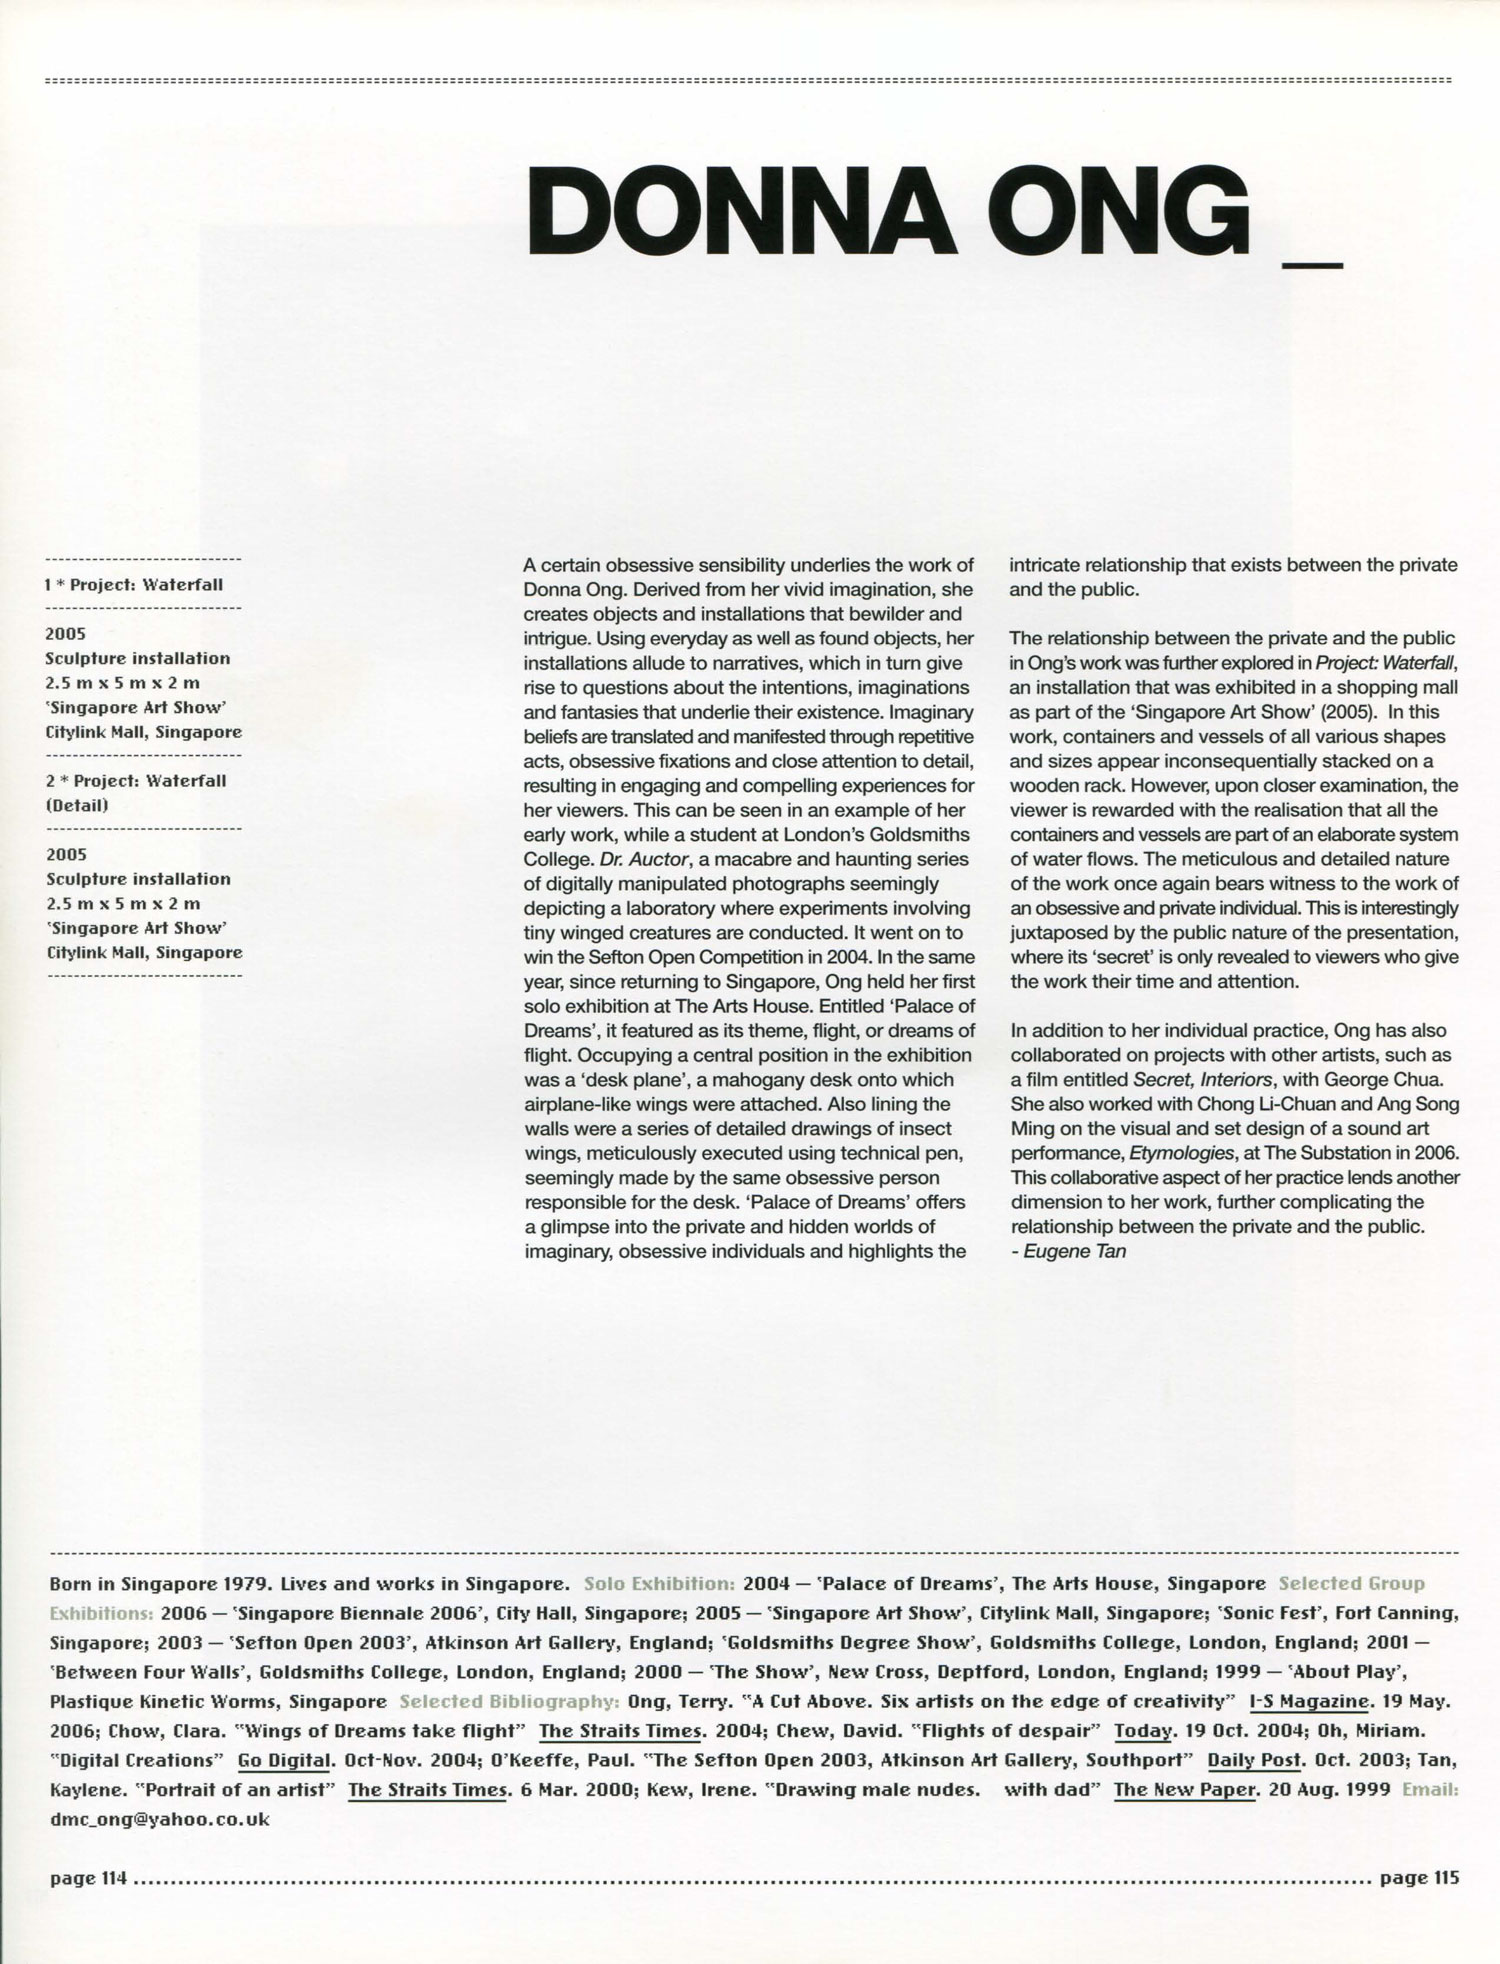 DONNA ONG _
1 * Project: Waterfall
2005
Sculpture installation
2.5 m x 5 m x 2 m
'Singapore Art Show'
Citylink Mall, Singapore
2 * Project: Waterfall
(Detail)
2005
Sculpture installation
2.5 m x 5 m x 2 m
'Singapore Art Show'
Citylink Mall, Singapore
A certain obsessive sensibility underlies the work of
Donna Ong. Derived from her vivid imagination, she
creates objects and installations that bewilder and
intrigue. Using everyday as well as found objects, her
installations allude to narratives, which in turn give
rise to questions about the intentions, imaginations
and fantasies that underlie their existence. Imaginary
beliefs are translated and manifested through repetitive
acts, obsessive fixations and close attention to detail,
resulting in engaging and compelling experiences for
her viewers. This can be seen in an example of her
early work, while a student at London's Goldsmiths
College. Dr. Auctor, a macabre and haunting series
of digitally manipulated photographs seemingly
depicting a laboratory where experiments involving
tiny winged creatures are conducted. It went on to
win the Sefton Open Competition in 2004. In the same
year, since returning to Singapore, Ong held her first
solo exhibition at The Arts House. Entitled 'Palace of
Dreams', it featured as its theme, flight, or dreams of
flight. Occupying a central position in the exhibition
was a 'desk plane', a mahogany desk onto which
airplane-like wings were attached. Also lining the
walls were a series of detailed drawings of insect
wings, meticulously executed using technical pen,
seemingly made by the same obsessive person
responsible for the desk. 'Palace of Dreams' offers
a glimpse into the private and hidden worlds of
imaginary, obsessive individuals and highlights the
intricate relationship that exists between the private
and the public.
The relationship between the private and the public
in Ong's work was further explored in Project: Waterfall,
an installation that was exhibited in a shopping mall
as part of the 'Singapore Art Show' (2005). In this
work, containers and vessels of all various shapes
and sizes appear inconsequentially stacked on a
wooden rack. However, upon closer examination, the
viewer is rewarded with the realisation that all the
containers and vessels are part of an elaborate system
of water flows. The meticulous and detailed nature
of the work once again bears witness to the work of
an obsessive and private individual. This is interestingly
juxtaposed by the public nature of the presentation,
where its 'secret' is only revealed to viewers who give
the work their time and attention.
In addition to her individual practice, Ong has also
collaborated on projects with other artists, such as
a film entitled Secret, Interiors, with George Chua.
She also worked with Chong Li-Chuan and Ang Song
Ming on the visual and set design of a sound art
performance, Etymologies, at The Substation in 2006.
This collaborative aspect of her practice lends another
dimension to her work, further complicating the
relationship between the private and the public.
- Eugene Tan
Born in Singapore 1979. Lives and works in Singapore. Solo Exhibition: 2004 – 'Palace of Dreams', The Arts House, Singapore Selected Group
Exhibitions: 2006 – 'Singapore Biennale 2006', City Hall, Singapore; 2005 – 'Singapore Art Show', Citylink Mall, Singapore; 'Sonic Fest', Fort Canning,
Singapore; 2003 – 'Sefton Open 2003', Atkinson Art Gallery, England; 'Goldsmiths Degree Show', Goldsmiths College, London, England; 2001 –
'Between Four Walls', Goldsmiths College, London, England; 2000 – 'The Show', New Cross, Deptford, London, England; 1999 – 'About Play',
Plastique Kinetic Worms, Singapore Selected Bibliography: Ong, Terry. "A Cut Above. Six artists on the edge of creativity" I-S Magazine. 19 May.
2006; Chow, Clara. "Wings of Dreams take flight" The Straits Times. 2004; Chew, David. "Flights of despair" Today. 19 Oct. 2004; Oh, Miriam.
"Digital Creations" Go Digital. Oct-Nov. 2004; O'Keeffe, Paul. "The Sefton Open 2003, Atkinson Art Gallery, Southport" Daily Post. Oct. 2003; Tan,
Kaylene. "Portrait of an artist" The Straits Times. 6 Mar. 2000; Kew, Irene. "Drawing male nudes. with dad" The New Paper. 20 Aug. 1999 Email:
dmc_ong@yahoo.co.uk
page 114 ........ page 115